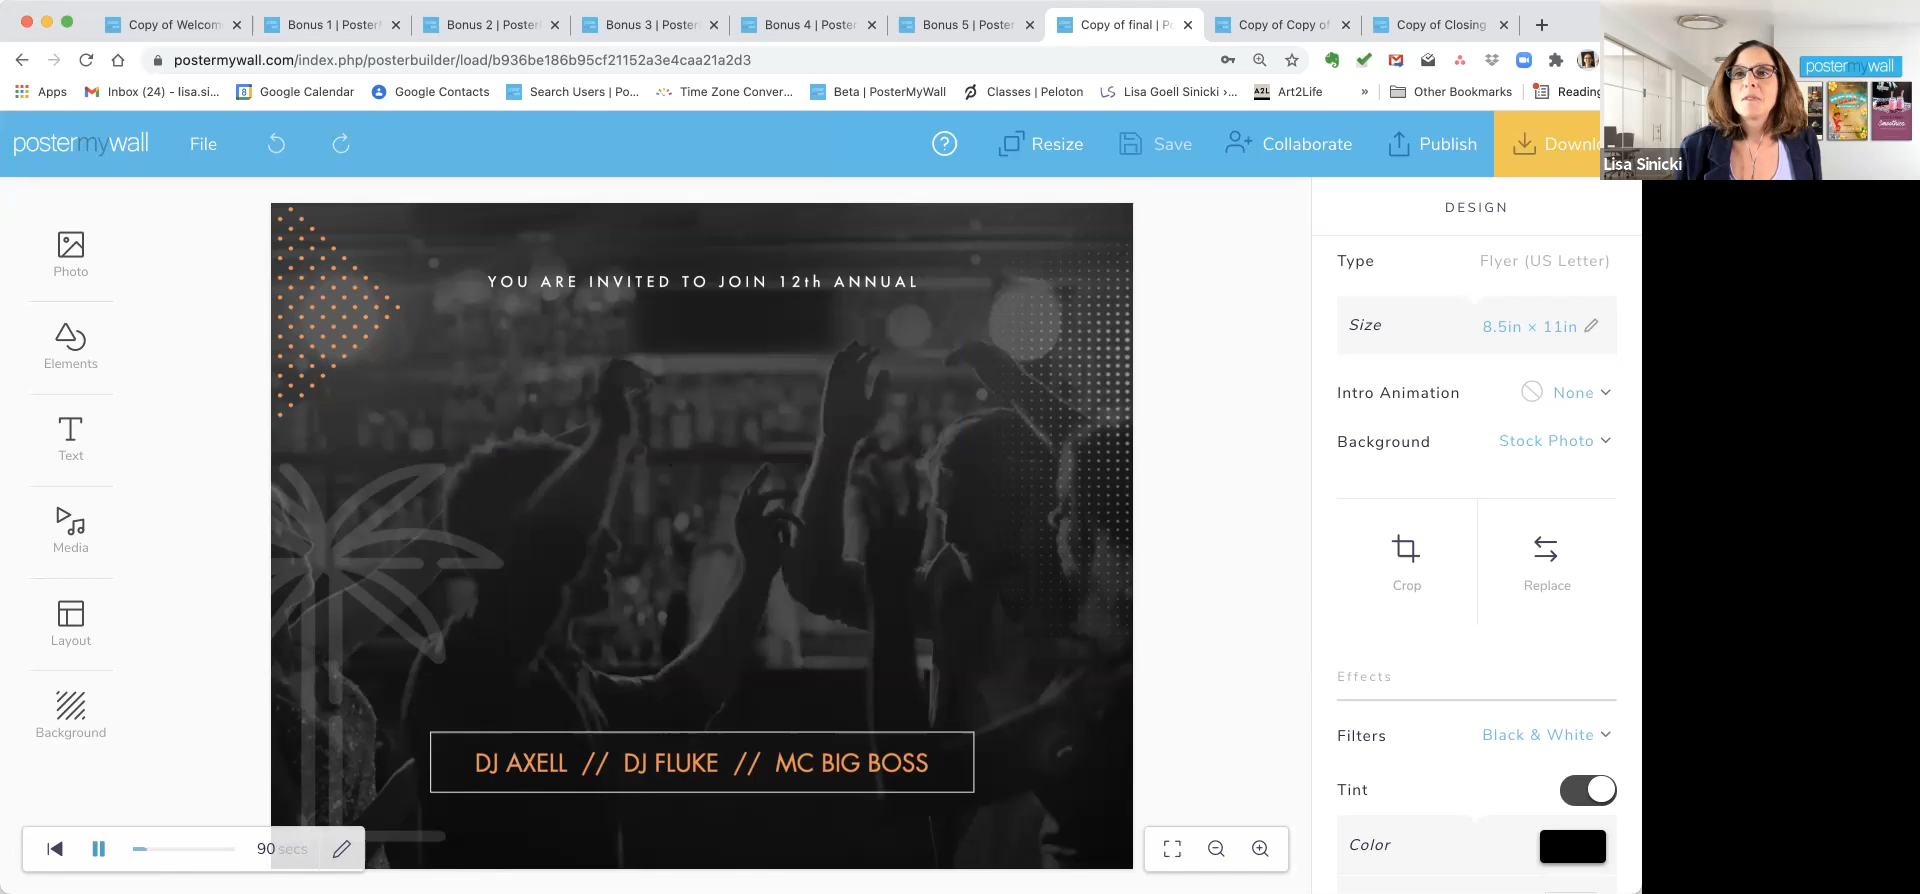 Copy of Welcom
Bonus 1 | Poster
Bonus 2 | Poster
Bonus 3 | Poster
Bonus 4 | Poster
Bonus 5 | Poster
Copy of final | P
Copy of Copy of
Copy of Closing
postermywall.com/index.php/posterbuilder/load/b936be186b95cf21152a3e4caa21a2d3
Apps
Inbox (24) - lisa.si...
8
Google Calendar
Google Contacts
Search Users | Po...
Time Zone Conver...
Beta | PosterMyWall
Classes | Peloton
LS
Lisa Goell Sinicki ›...
A2L
Art2Life
»
Other Bookmarks
Reading
postermywall
Smoothies
Lisa Sinicki
postermywall
File
?
Resize
Save
Collaborate
Publish
Downlo
Photo
Elements
Text
Media
Layout
Background
YOU ARE INVITED TO JOIN 12th ANNUAL
DJ AXELL // DJ FLUKE // MC BIG BOSS
90 secs
DESIGN
Type Flyer (US Letter)
Size 8.5in × 11in
Intro Animation None
Background Stock Photo
Crop Replace
Effects
Filters Black & White
Tint
Color